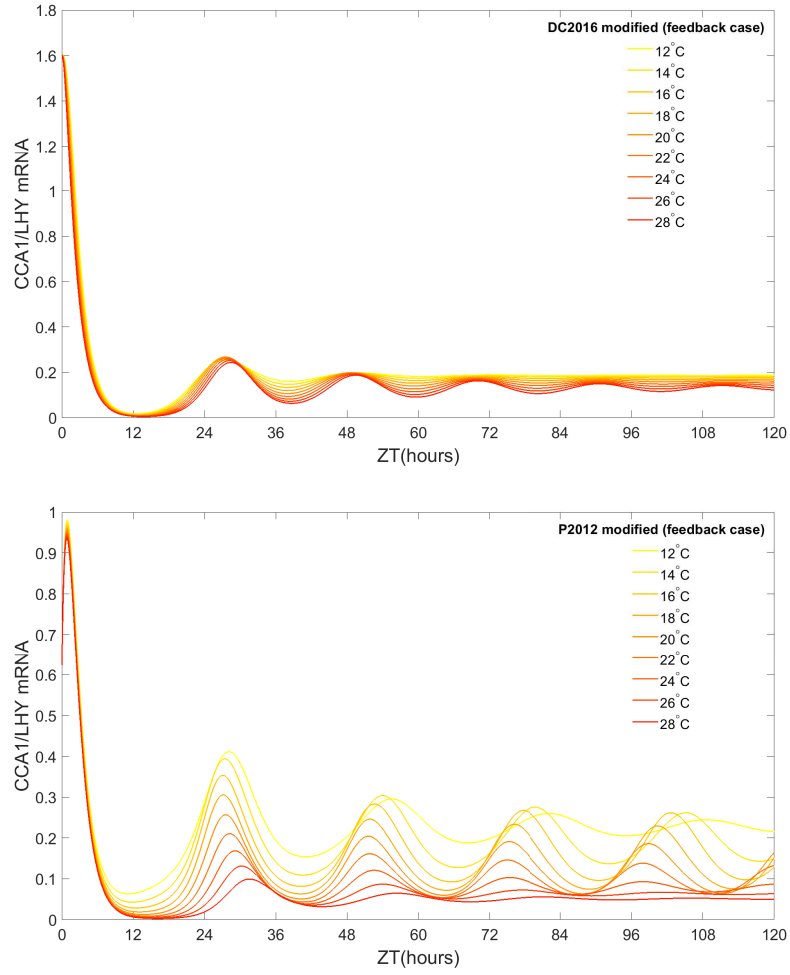 DC2016 modified (feedback case)
12°C
14°C
16°C
18°C
20°C
22°C
24°C
26°C
28°C
1.8
1.6
1.4
1.2
1
0.8
0.6
0.4
0.2
0
CCA1/LHY mRNA
0 12 24 36 48 60 72 84 96 108 120
ZT(hours)
P2012 modified (feedback case)
12°C
14°C
16°C
18°C
20°C
22°C
24°C
26°C
28°C
1
0.9
0.8
0.7
0.6
0.5
0.4
0.3
0.2
0.1
0
CCA1/LHY mRNA
0 12 24 36 48 60 72 84 96 108 120
ZT(hours)